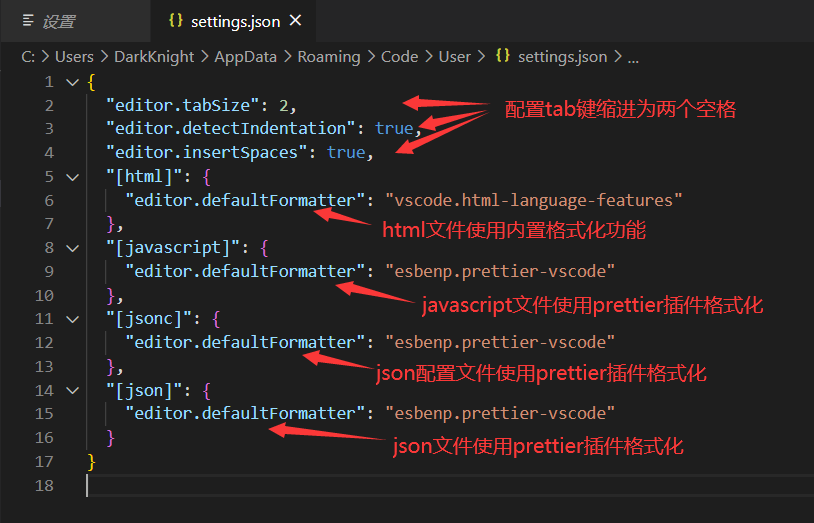 设置
{} settings.json ×
C: > Users > DarkKnight > AppData > Roaming > Code > User > {} settings.json > ...
1 {
2 "editor.tabSize": 2,
配置tab键缩进为两个空格
3 "editor.detectIndentation": true,
4 "editor.insertSpaces": true,
5 "[html]": {
6 "editor.defaultFormatter": "vscode.html-language-features"
7 },
html文件使用内置格式化功能
8 "[javascript]": {
9 "editor.defaultFormatter": "esbenp.prettier-vscode"
10 },
javascript文件使用prettier插件格式化
11 "[jsonc]": {
12 "editor.defaultFormatter": "esbenp.prettier-vscode"
13 },
json配置文件使用prettier插件格式化
14 "[json]": {
15 "editor.defaultFormatter": "esbenp.prettier-vscode"
16 }
json文件使用prettier插件格式化
17 }
18